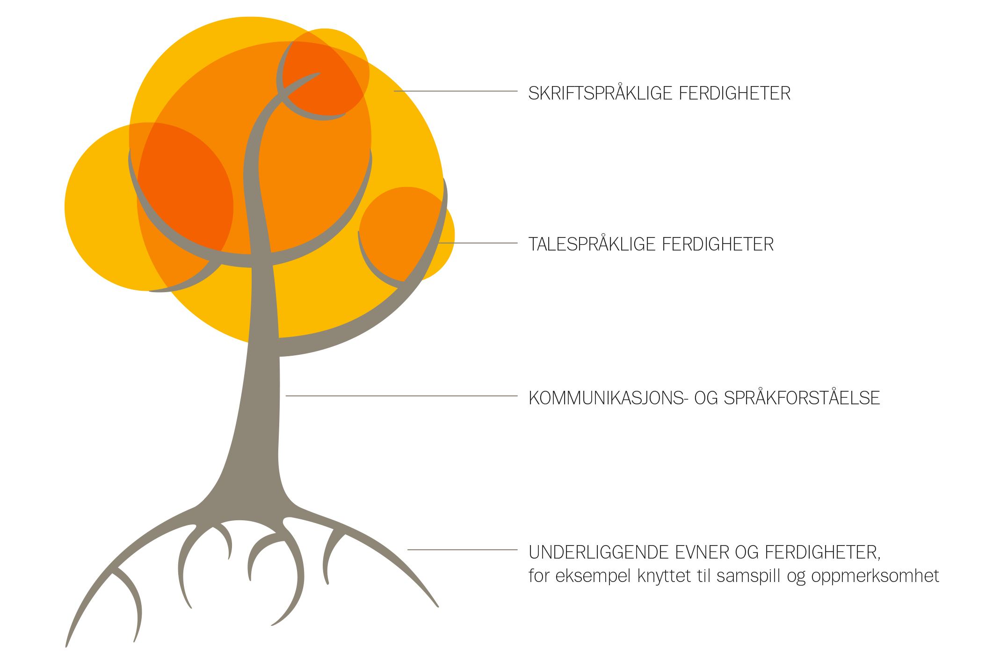 SKRIFTSPRÅKLIGE FERDIGHETER
TALESPRÅKLIGE FERDIGHETER
KOMMUNIKASJONS- OG SPRÅKFORSTÅELSE
UNDERLIGGENDE EVNER OG FERDIGHETER,
for eksempel knyttet til samspill og oppmerksomhet